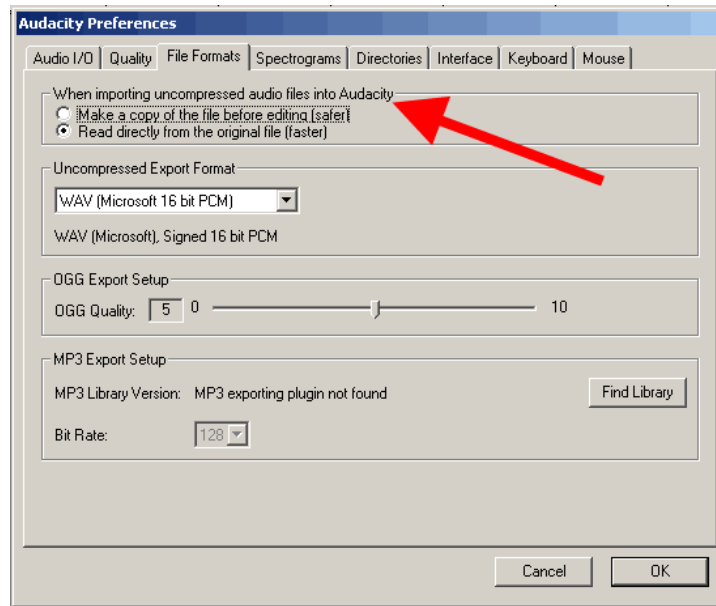 Audacity Preferences
Audio I/O Quality File Formats Spectrograms Directories Interface Keyboard Mouse
When importing uncompressed audio files into Audacity
Make a copy of the file before editing (safer)
Read directly from the original file (faster)
Uncompressed Export Format
WAV (Microsoft 16 bit PCM)
WAV (Microsoft), Signed 16 bit PCM
OGG Export Setup
OGG Quality: 5 0 10
MP3 Export Setup
MP3 Library Version: MP3 exporting plugin not found Find Library
Bit Rate: 128
Cancel OK